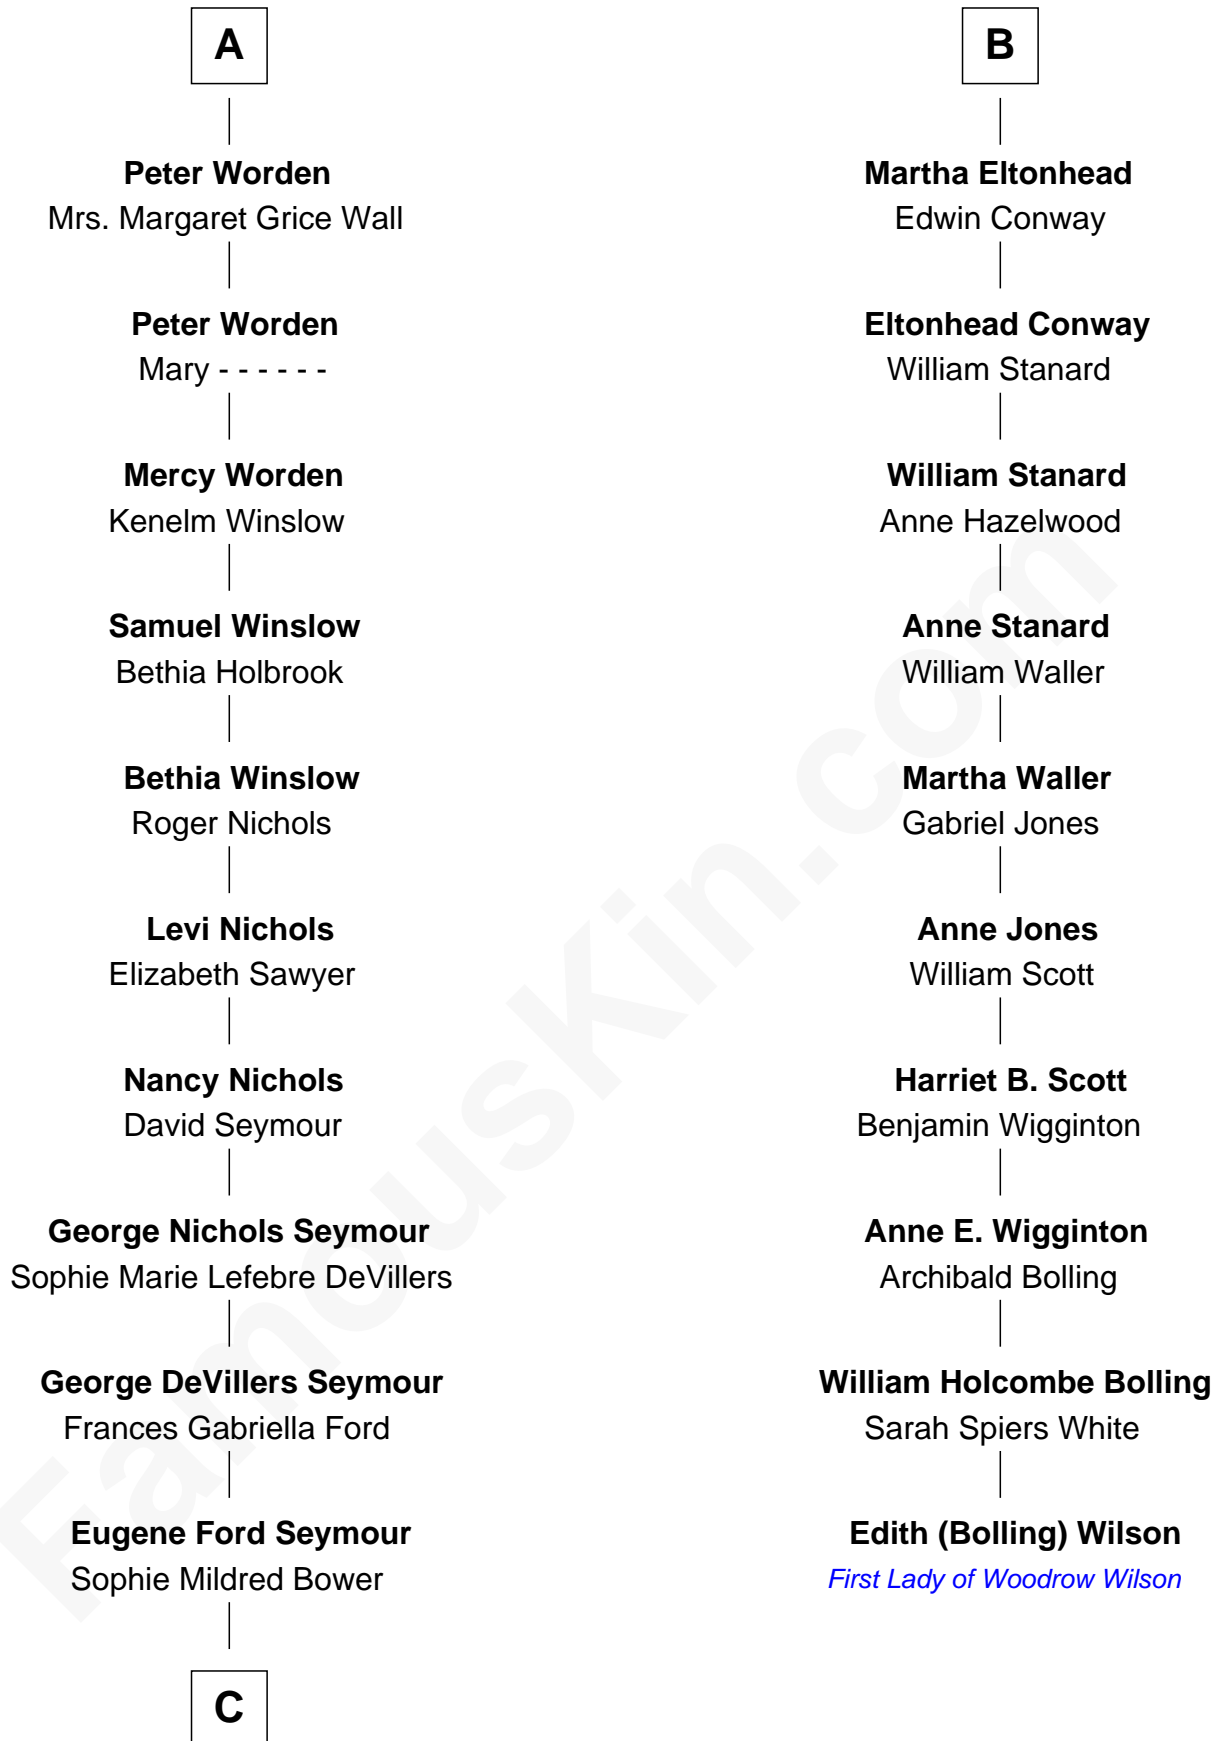 A
Peter Worden
Mrs. Margaret Grice Wall
Peter Worden
Mary - - - - - -
Mercy Worden
Kenelm Winslow
Samuel Winslow
Bethia Holbrook
Bethia Winslow
Roger Nichols
Levi Nichols
Elizabeth Sawyer
Nancy Nichols
David Seymour
George Nichols Seymour
Sophie Marie Lefebre DeVillers
George DeVillers Seymour
Frances Gabriella Ford
Eugene Ford Seymour
Sophie Mildred Bower
C
B
Martha Eltonhead
Edwin Conway
Eltonhead Conway
William Stanard
William Stanard
Anne Hazelwood
Anne Stanard
William Waller
Martha Waller
Gabriel Jones
Anne Jones
William Scott
Harriet B. Scott
Benjamin Wigginton
Anne E. Wigginton
Archibald Bolling
William Holcombe Bolling
Sarah Spiers White
Edith (Bolling) Wilson
First Lady of Woodrow Wilson
FamousKin.com